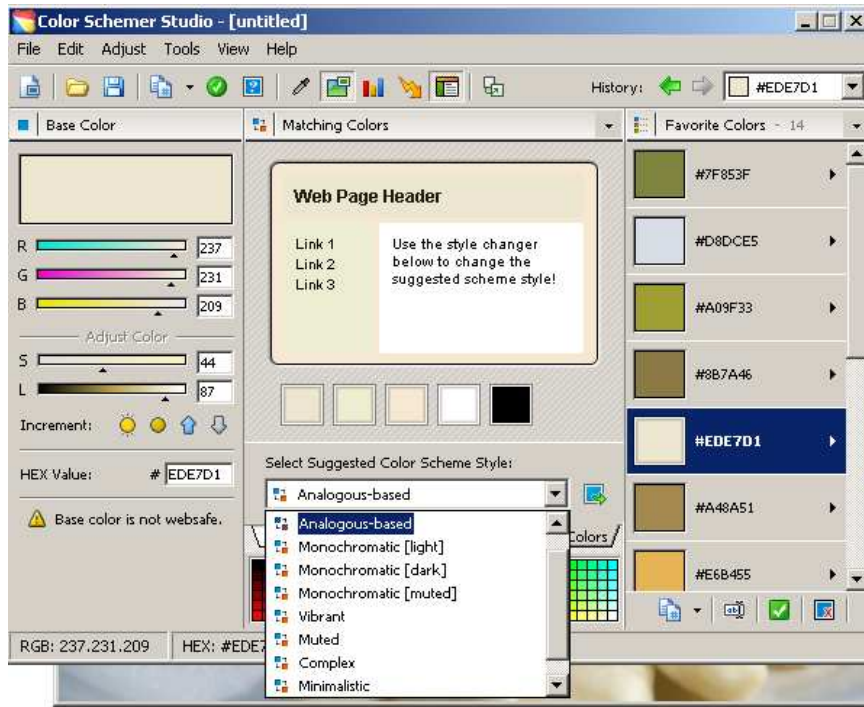 Color Schemer Studio - [untitled]
File Edit Adjust Tools View Help
History: #EDE7D1
Base Color
Matching Colors
Favorite Colors - 14
Web Page Header
Link 1
Link 2
Link 3
Use the style changer
below to change the
suggested scheme style!
R 237
G 231
B 209
Adjust Color
S 44
L 87
Increment:
HEX Value: # EDE7D1
Base color is not websafe.
Select Suggested Color Scheme Style:
Analogous-based
Analogous-based
Monochromatic [light]
Monochromatic [dark]
Monochromatic [muted]
Vibrant
Muted
Complex
Minimalistic
Colors
#7F853F
#D8DCE5
#A09F33
#8B7A46
#EDE7D1
#A48A51
#E6B455
RGB: 237.231.209
HEX: #EDE7